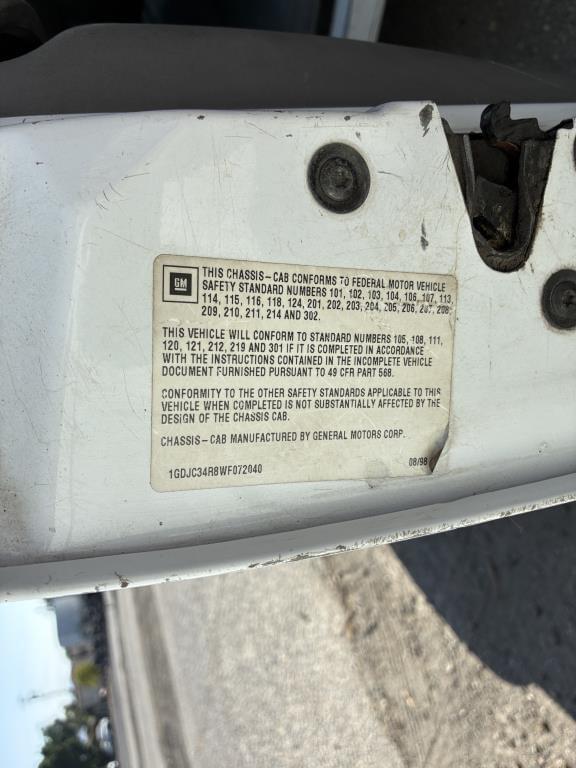 GM
THIS CHASSIS-CAB CONFORMS TO FEDERAL MOTOR VEHICLE
SAFETY STANDARD NUMBERS 101, 102, 103, 104, 106, 107, 113,
114, 115, 116, 118, 124, 201, 202, 203, 204, 205, 206, 207, 208,
209, 210, 211, 214 AND 302.
THIS VEHICLE WILL CONFORM TO STANDARD NUMBERS 105, 108, 111,
120, 121, 212, 219 AND 301 IF IT IS COMPLETED IN ACCORDANCE
WITH THE INSTRUCTIONS CONTAINED IN THE INCOMPLETE VEHICLE
DOCUMENT FURNISHED PURSUANT TO 49 CFR PART 568.
CONFORMITY TO THE OTHER SAFETY STANDARDS APPLICABLE TO THIS
VEHICLE WHEN COMPLETED IS NOT SUBSTANTIALLY AFFECTED BY THE
DESIGN OF THE CHASSIS CAB.
CHASSIS-CAB MANUFACTURED BY GENERAL MOTORS CORP.
1GDJC34R8WF072040 08/98